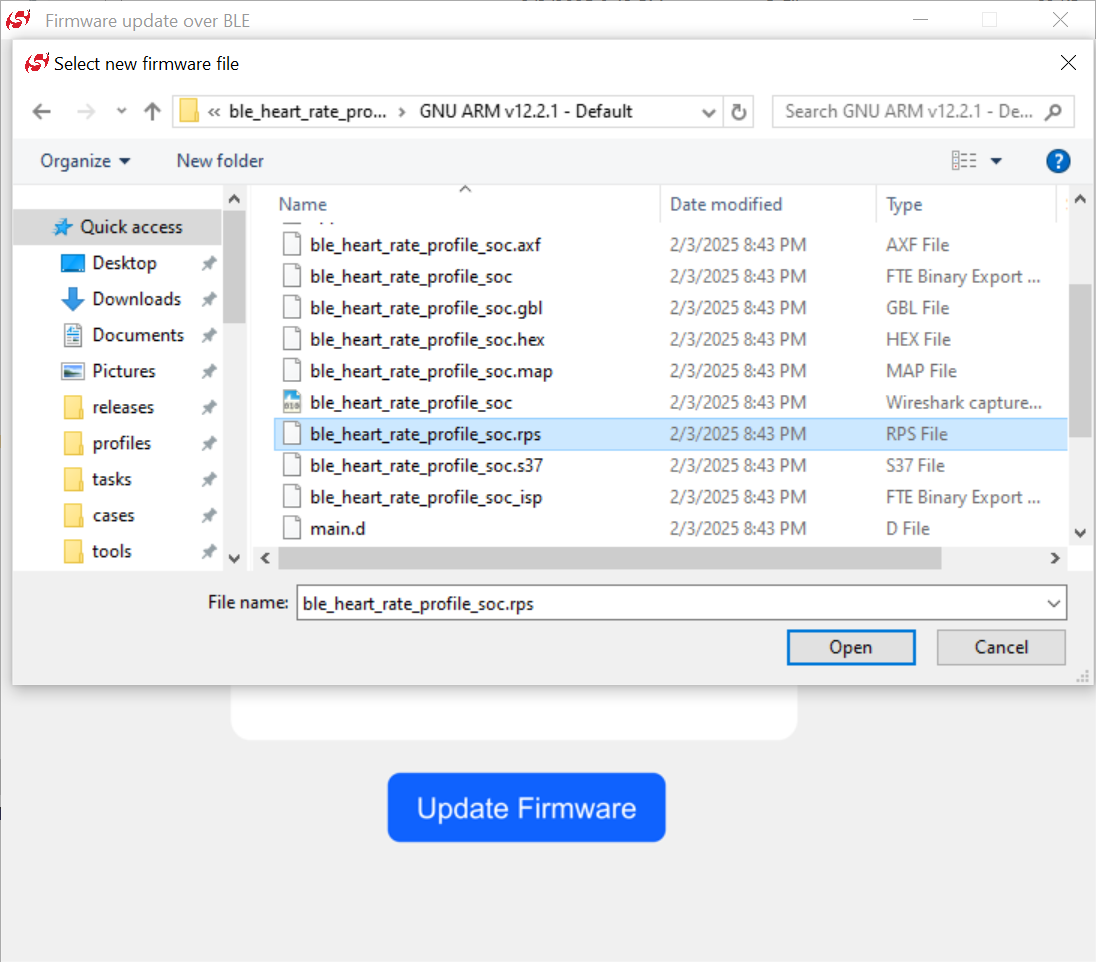 Firmware update over BLE
Select new firmware file
« ble_heart_rate_pro... › GNU ARM v12.2.1 - Default
Search GNU ARM v12.2.1 - De...
Organize
New folder
?
Name Date modified Type
Quick access
Desktop
Downloads
Documents
Pictures
releases
profiles
tasks
cases
tools
ble_heart_rate_profile_soc.axf 2/3/2025 8:43 PM AXF File
ble_heart_rate_profile_soc 2/3/2025 8:43 PM FTE Binary Export ...
ble_heart_rate_profile_soc.gbl 2/3/2025 8:43 PM GBL File
ble_heart_rate_profile_soc.hex 2/3/2025 8:43 PM HEX File
ble_heart_rate_profile_soc.map 2/3/2025 8:43 PM MAP File
ble_heart_rate_profile_soc 2/3/2025 8:43 PM Wireshark capture...
ble_heart_rate_profile_soc.rps 2/3/2025 8:43 PM RPS File
ble_heart_rate_profile_soc.s37 2/3/2025 8:43 PM S37 File
ble_heart_rate_profile_soc_isp 2/3/2025 8:43 PM FTE Binary Export ...
main.d 2/3/2025 8:43 PM D File
File name: ble_heart_rate_profile_soc.rps
Open
Cancel
Update Firmware